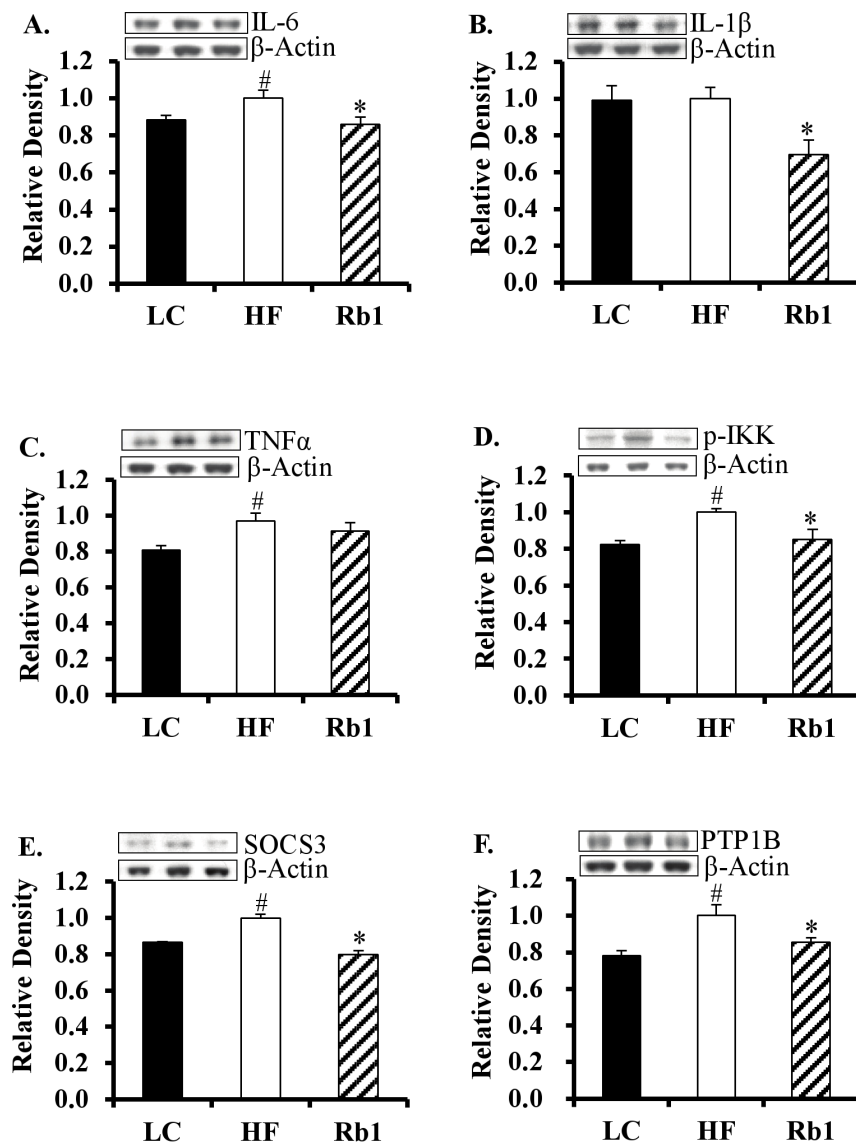 A.
IL-6
β-Actin
Relative Density
1.2
1.0
0.8
0.6
0.4
0.2
0.0
#
*
LC HF Rb1
B.
IL-1β
β-Actin
Relative Density
1.2
1.0
0.8
0.6
0.4
0.2
0.0
*
LC HF Rb1
C.
TNFα
β-Actin
Relative Density
1.2
1.0
0.8
0.6
0.4
0.2
0.0
#
LC HF Rb1
D.
p-IKK
β-Actin
Relative Density
1.2
1.0
0.8
0.6
0.4
0.2
0.0
#
*
LC HF Rb1
E.
SOCS3
β-Actin
Relative Density
1.2
1.0
0.8
0.6
0.4
0.2
0.0
#
*
LC HF Rb1
F.
PTP1B
β-Actin
Relative Density
1.2
1.0
0.8
0.6
0.4
0.2
0.0
#
*
LC HF Rb1